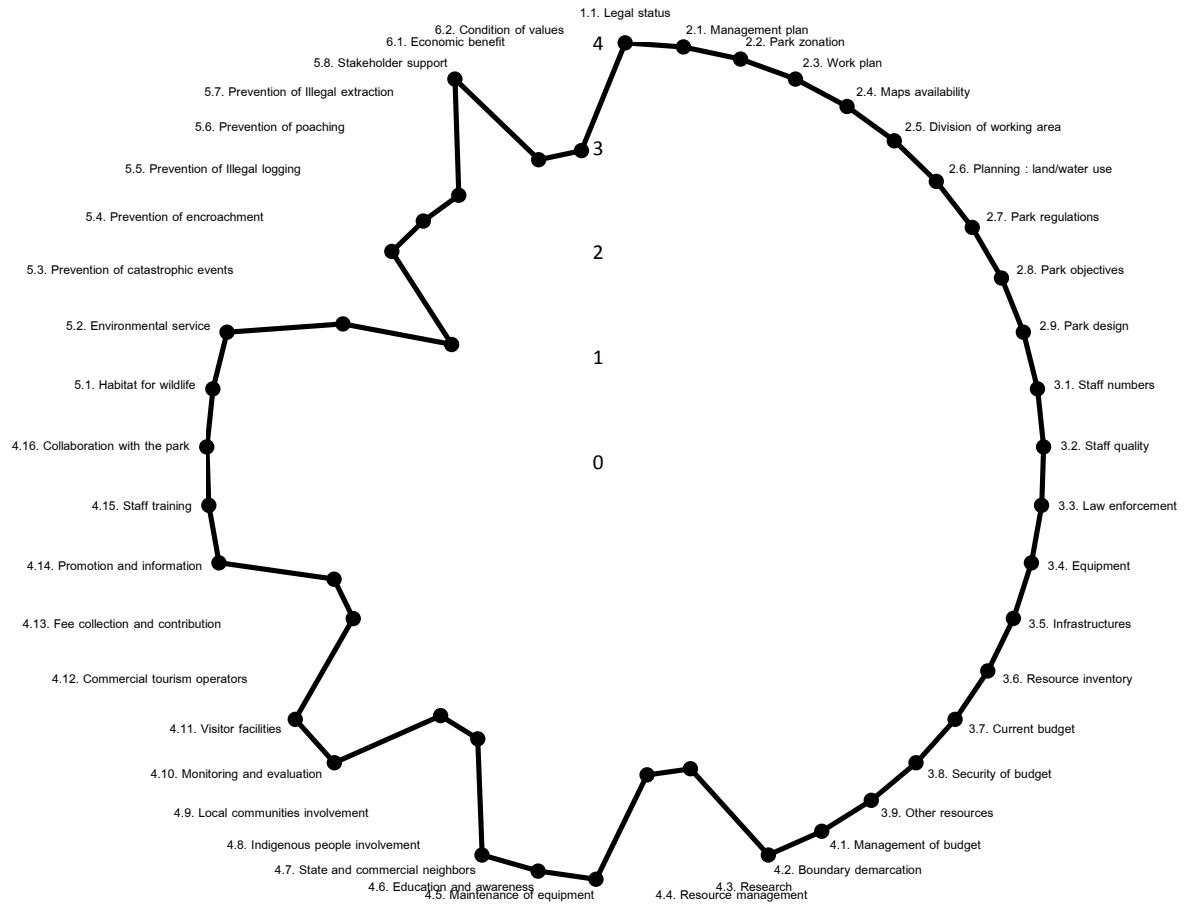 1.1. Legal status
2.1. Management plan
2.2. Park zonation
2.3. Work plan
2.4. Maps availability
2.5. Division of working area
2.6. Planning : land/water use
2.7. Park regulations
2.8. Park objectives
2.9. Park design
3.1. Staff numbers
3.2. Staff quality
3.3. Law enforcement
3.4. Equipment
3.5. Infrastructures
3.6. Resource inventory
3.7. Current budget
3.8. Security of budget
3.9. Other resources
4.1. Management of budget
4.2. Boundary demarcation
4.3. Research
4.4. Resource management
4.5. Maintenance of equipment
4.6. Education and awareness
4.7. State and commercial neighbors
4.8. Indigenous people involvement
4.9. Local communities involvement
4.10. Monitoring and evaluation
4.11. Visitor facilities
4.12. Commercial tourism operators
4.13. Fee collection and contribution
4.14. Promotion and information
4.15. Staff training
4.16. Collaboration with the park
5.1. Habitat for wildlife
5.2. Environmental service
5.3. Prevention of catastrophic events
5.4. Prevention of encroachment
5.5. Prevention of Illegal logging
5.6. Prevention of poaching
5.7. Prevention of Illegal extraction
5.8. Stakeholder support
6.1. Economic benefit
6.2. Condition of values
4
3
2
1
0